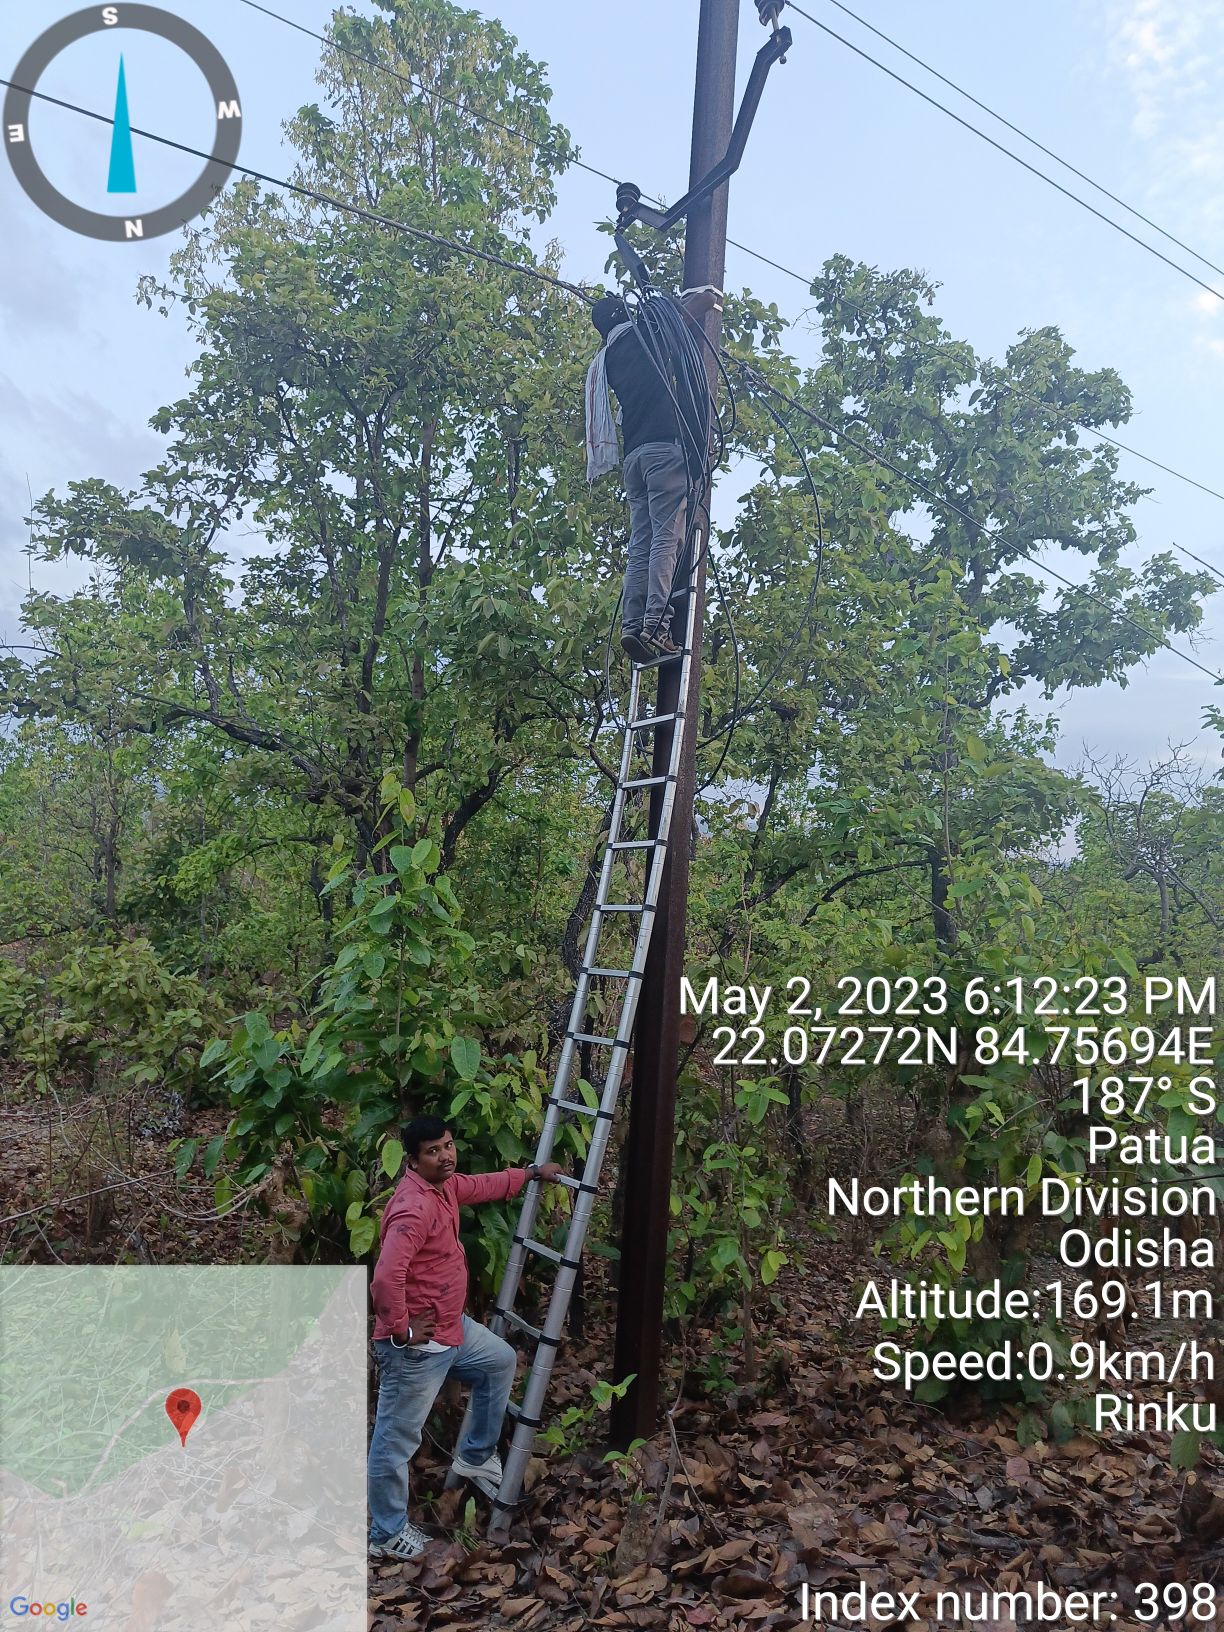 S
W
E
N
May 2, 2023 6:12:23 PM
22.07272N 84.75694E
187° S
Patua
Northern Division
Odisha
Altitude:169.1m
Speed:0.9km/h
Rinku
Google
Index number: 398